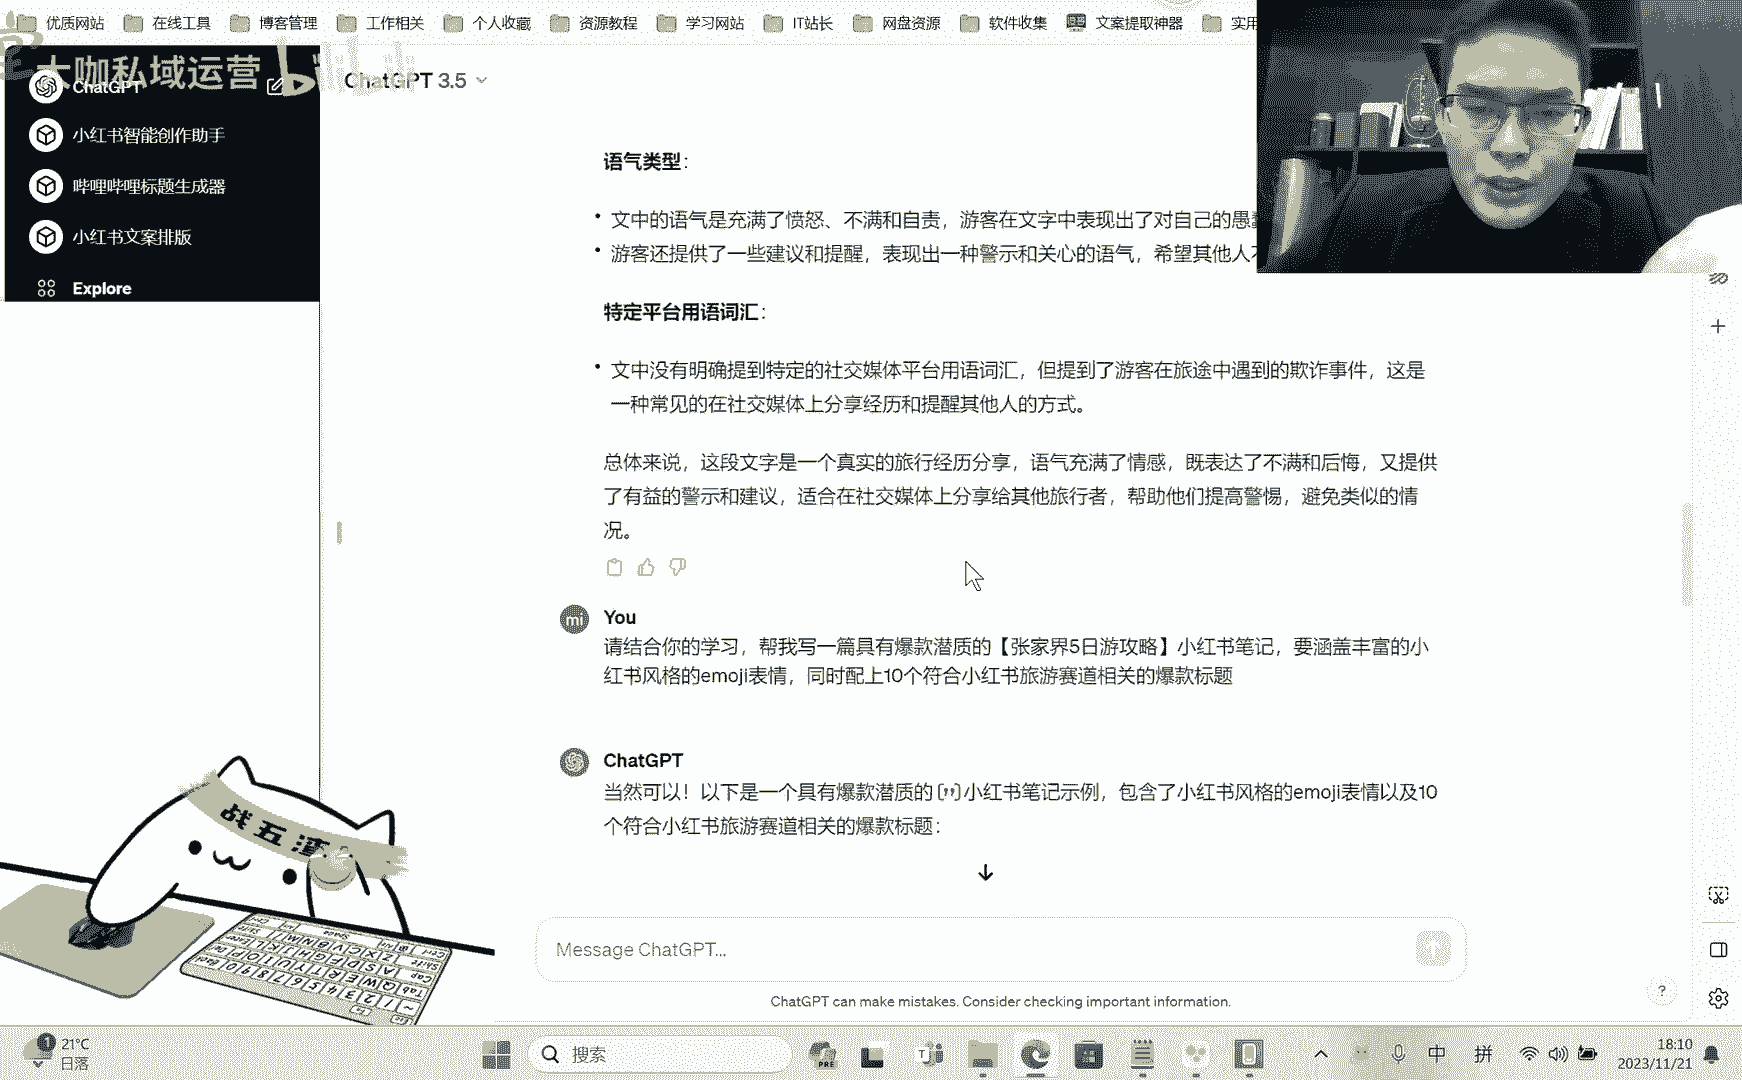 优质网站 在线工具 博客管理 工作相关 个人收藏 资源教程 学习网站 IT站长 网盘资源 软件收集 文案提取神器 实用
大咖私域运营 bilibili
ChatGPT
小红书智能创作助手
哔哩哔哩标题生成器
小红书文案排版
Explore
ChatGPT 3.5
语气类型：
• 文中的语气是充满了愤怒、不满和自责，游客在文字中表现出了对自己的愚
• 游客还提供了一些建议和提醒，表现出一种警示和关心的语气，希望其他人
特定平台用语词汇：
• 文中没有明确提到特定的社交媒体平台用语词汇，但提到了游客在旅途中遇到的欺诈事件，这是
一种常见的在社交媒体上分享经历和提醒其他人的方式。
总体来说，这段文字是一个真实的旅行经历分享，语气充满了情感，既表达了不满和后悔，又提供
了有益的警示和建议，适合在社交媒体上分享给其他旅行者，帮助他们提高警惕，避免类似的情
况。
You
请结合你的学习，帮我写一篇具有爆款潜质的【张家界5日游攻略】小红书笔记，要涵盖丰富的小
红书风格的emoji表情，同时配上10个符合小红书旅游赛道相关的爆款标题
ChatGPT
当然可以！以下是一个具有爆款潜质的小红书笔记示例，包含了小红书风格的emoji表情以及10
个符合小红书旅游赛道相关的爆款标题：
Message ChatGPT...
ChatGPT can make mistakes. Consider checking important information.
?
战五渣
1
21°C
日落
搜索
PRE
中
拼
18:10
2023/11/21